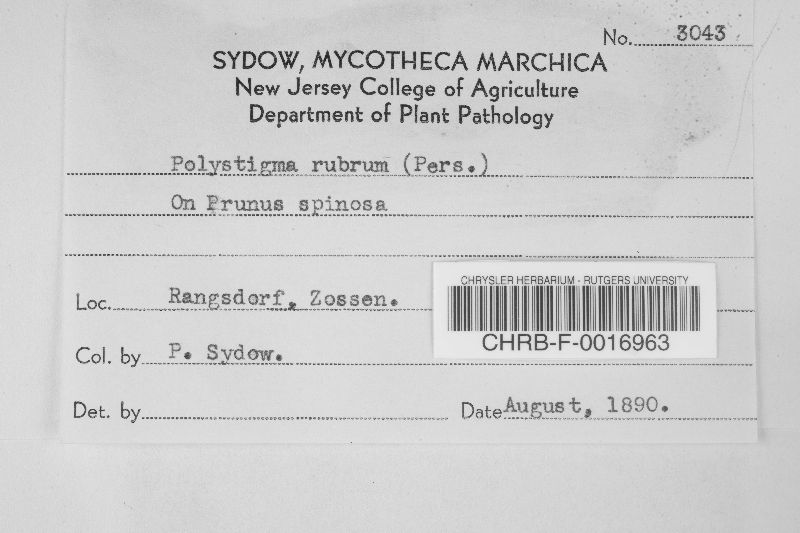 No. 3043
SYDOW, MYCOTHECA MARCHICA
New Jersey College of Agriculture
Department of Plant Pathology
Polystigma rubrum (Pers.)
On Prunus spinosa
Loc. Rangsdorf, Zossen.
CHRYSLER HERBARIUM - RUTGERS UNIVERSITY
CHRB-F-0016963
Col. by P. Sydow.
Det. by
Date August, 1890.